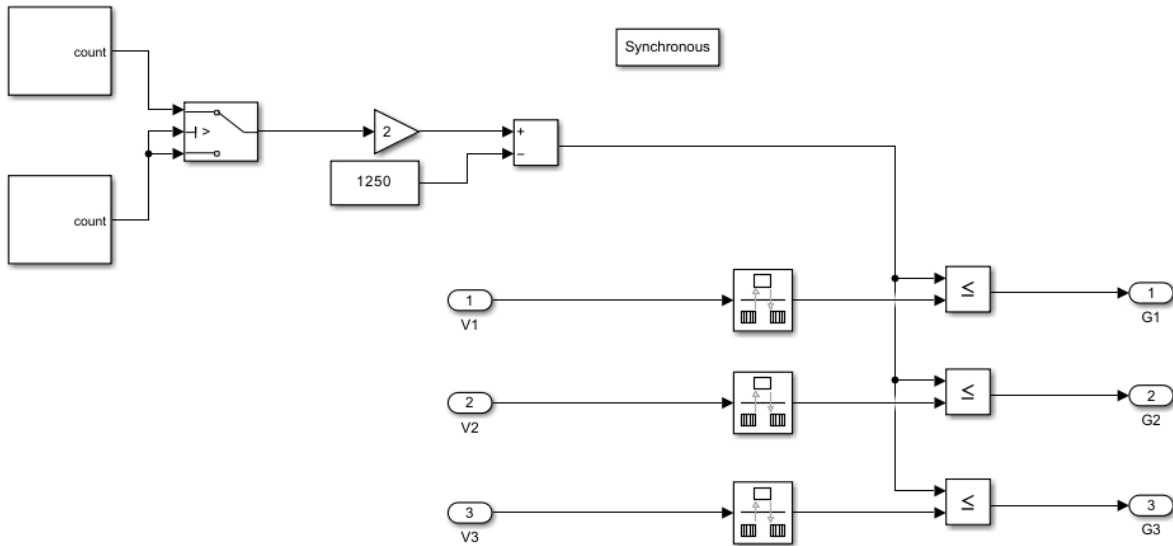 count
Synchronous
>
2
+
−
1250
count
1
V1
≤
1
G1
2
V2
≤
2
G2
3
V3
≤
3
G3